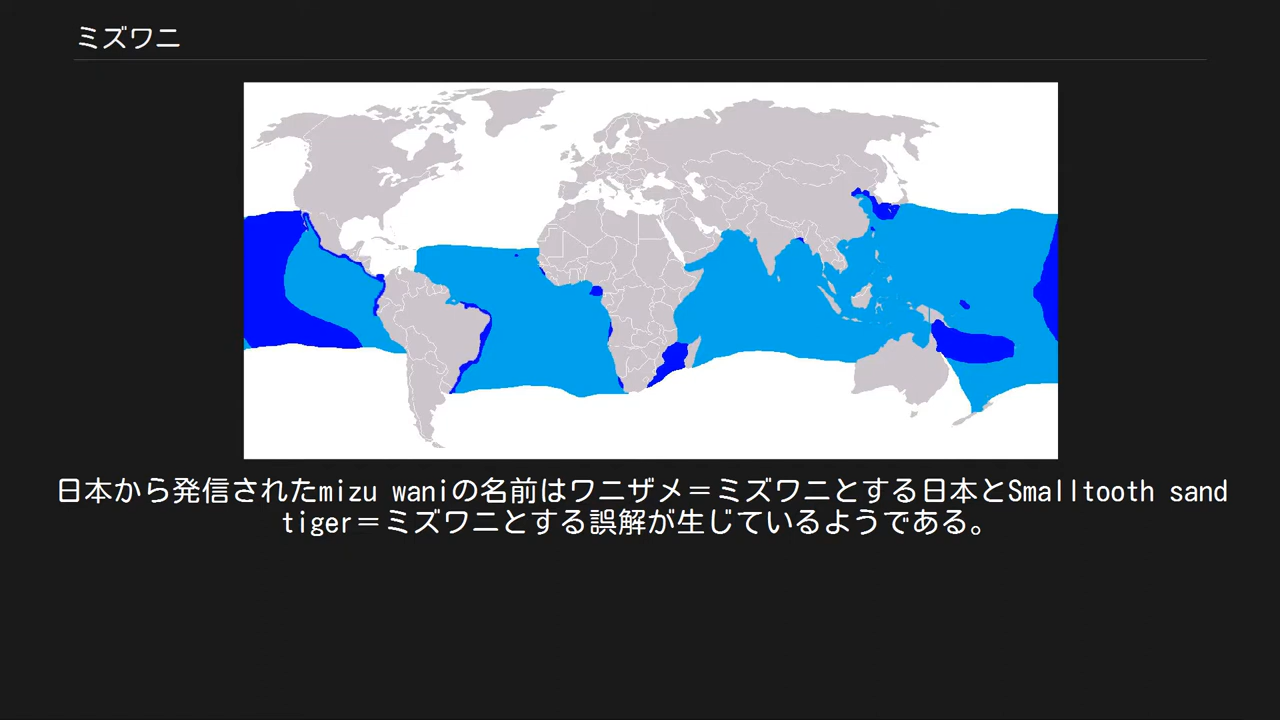 ミズワニ
日本から発信されたmizu waniの名前はワニザメ＝ミズワニとする日本とSmalltooth sand
tiger＝ミズワニとする誤解が生じているようである。